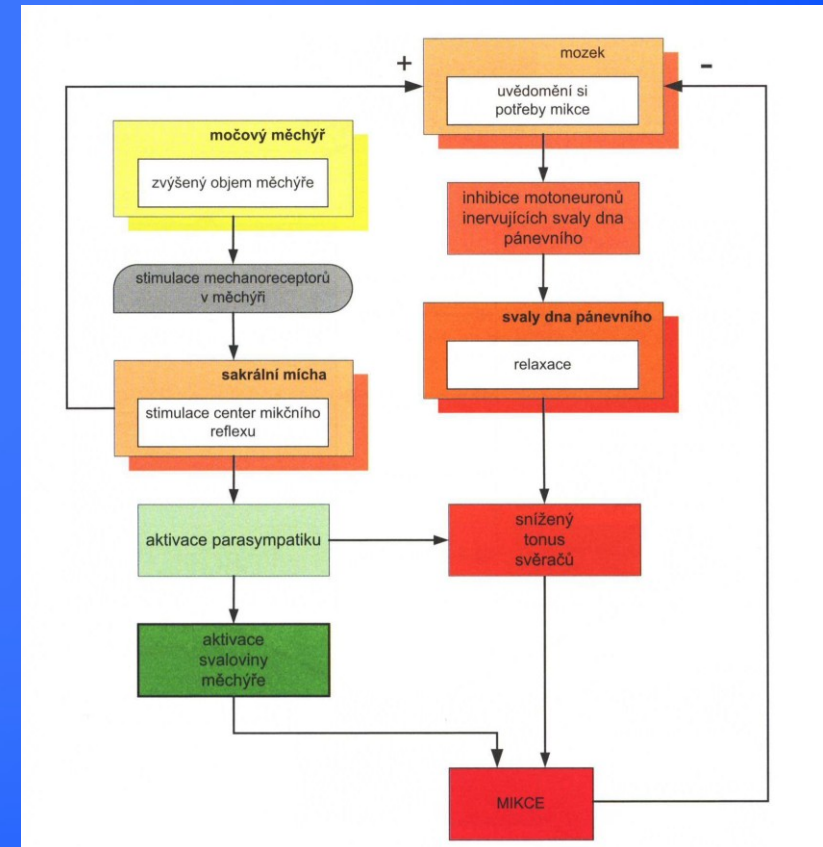 +
mozek
-
uvědomění si
potřeby mikce
močový měchýř
zvýšený objem měchýře
inhibice motoneuronů
inervujících svaly dna
pánevního
stimulace mechanoreceptorů
v měchýři
svaly dna pánevního
relaxace
sakrální mícha
stimulace center mikčního
reflexu
aktivace parasympatiku
snížený
tonus
svěračů
aktivace
svaloviny
měchýře
MIKCE